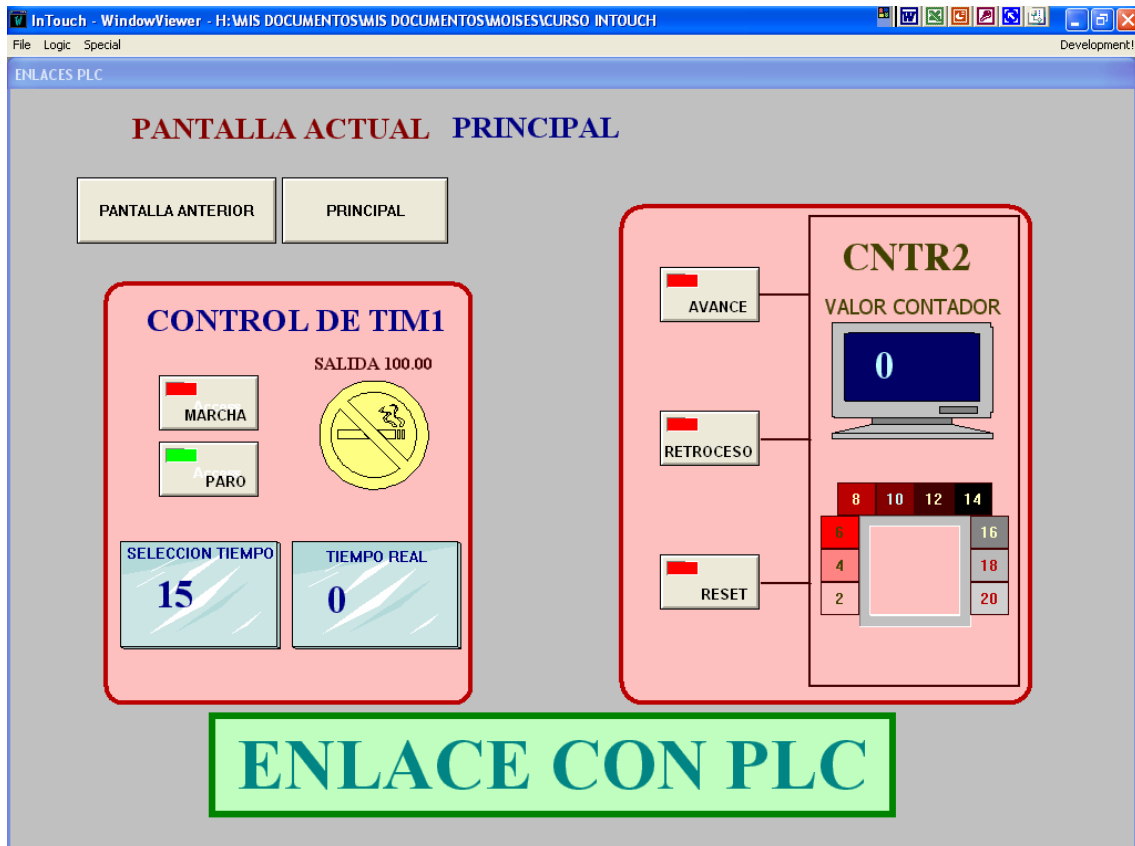 InTouch - WindowViewer - H:\MIS DOCUMENTOS\MIS DOCUMENTOS\MOISES\CURSO INTOUCH
File Logic Special Development!
ENLACES PLC
PANTALLA ACTUAL PRINCIPAL
PANTALLA ANTERIOR
PRINCIPAL
CONTROL DE TIM1
SALIDA 100.00
MARCHA
PARO
SELECCION TIEMPO
15
TIEMPO REAL
0
AVANCE
RETROCESO
RESET
CNTR2
VALOR CONTADOR
0
8 10 12 14
6 16
4 18
2 20
ENLACE CON PLC